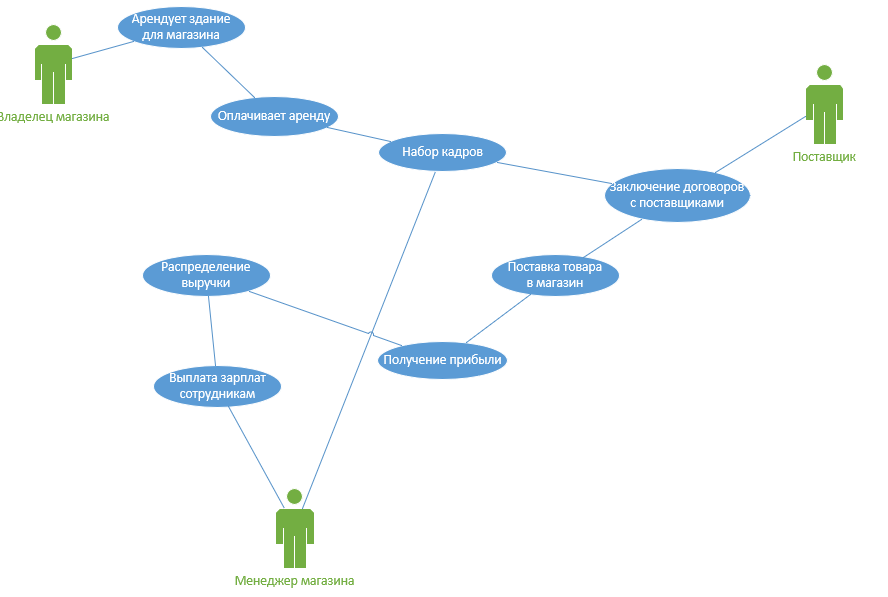 Арендует здание
для магазина
Владелец магазина
Оплачивает аренду
Набор кадров
Поставщик
Заключение договоров
с поставщиками
Распределение
выручки
Поставка товара
в магазин
Получение прибыли
Выплата зарплат
сотрудникам
Менеджер магазина